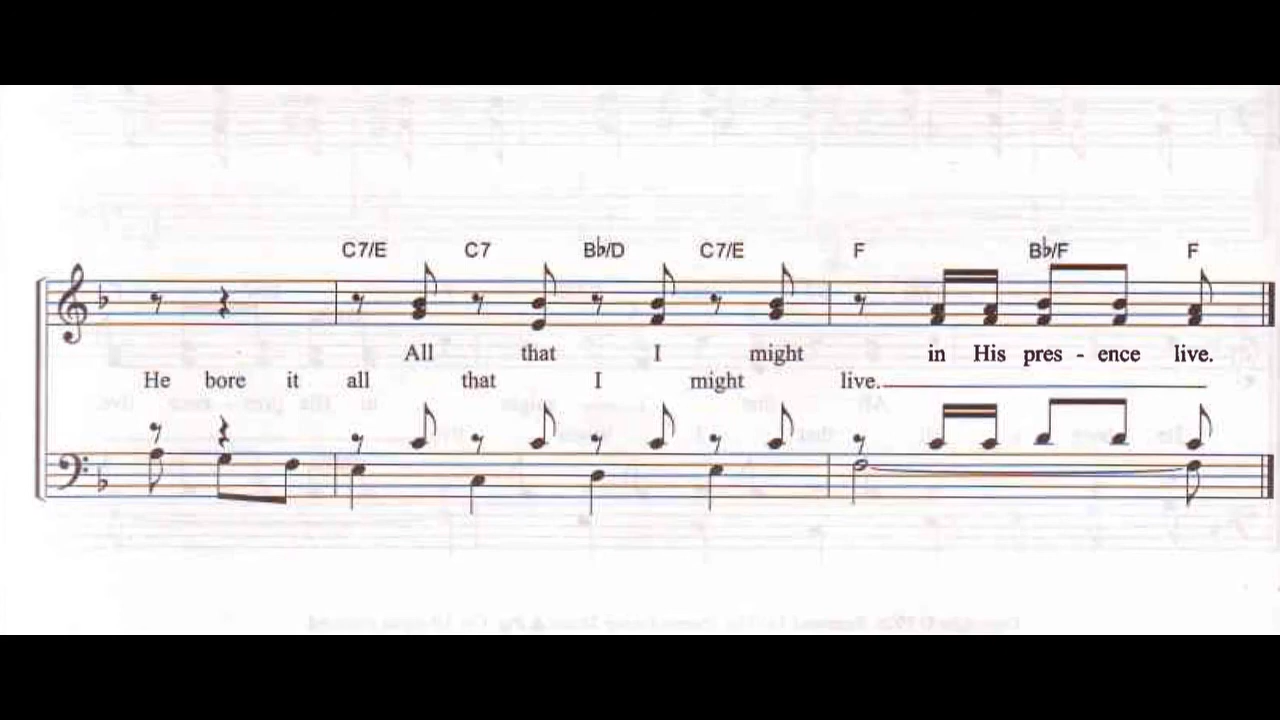 C7/E C7 B♭/D C7/E F B♭/F F
All that I might in His pres - ence live.
He bore it all that I might live.